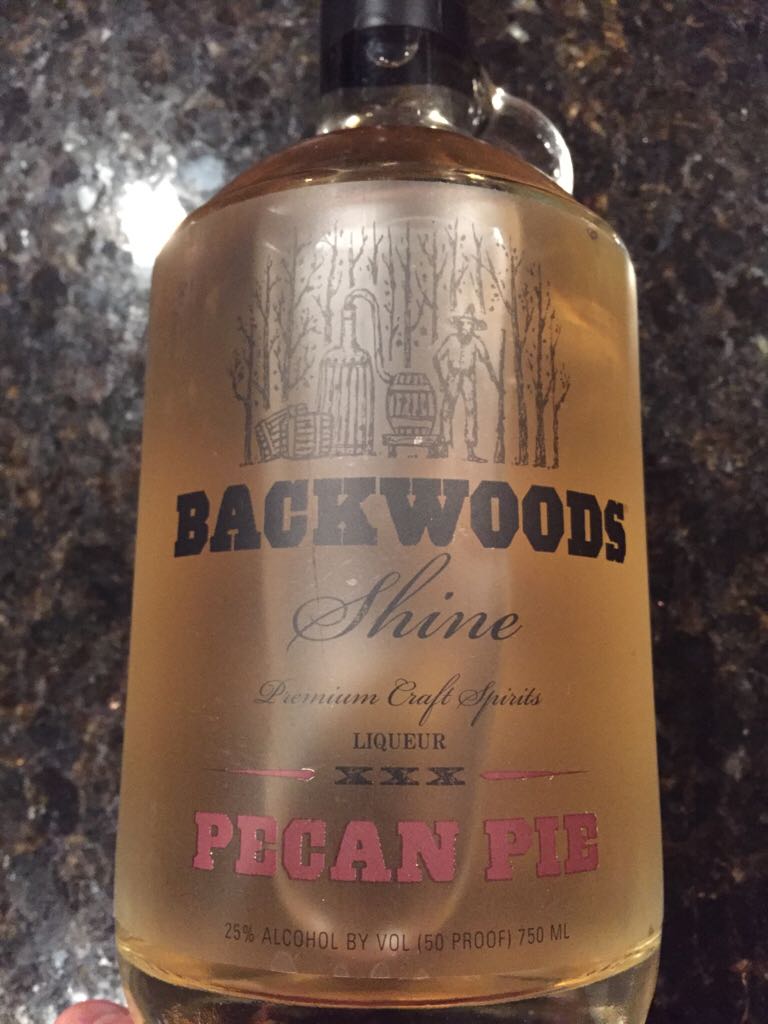 BACKWOODS
Shine
Premium Craft Spirits
LIQUEUR
XXX
PECAN PIE
25% ALCOHOL BY VOL (50 PROOF) 750 ML